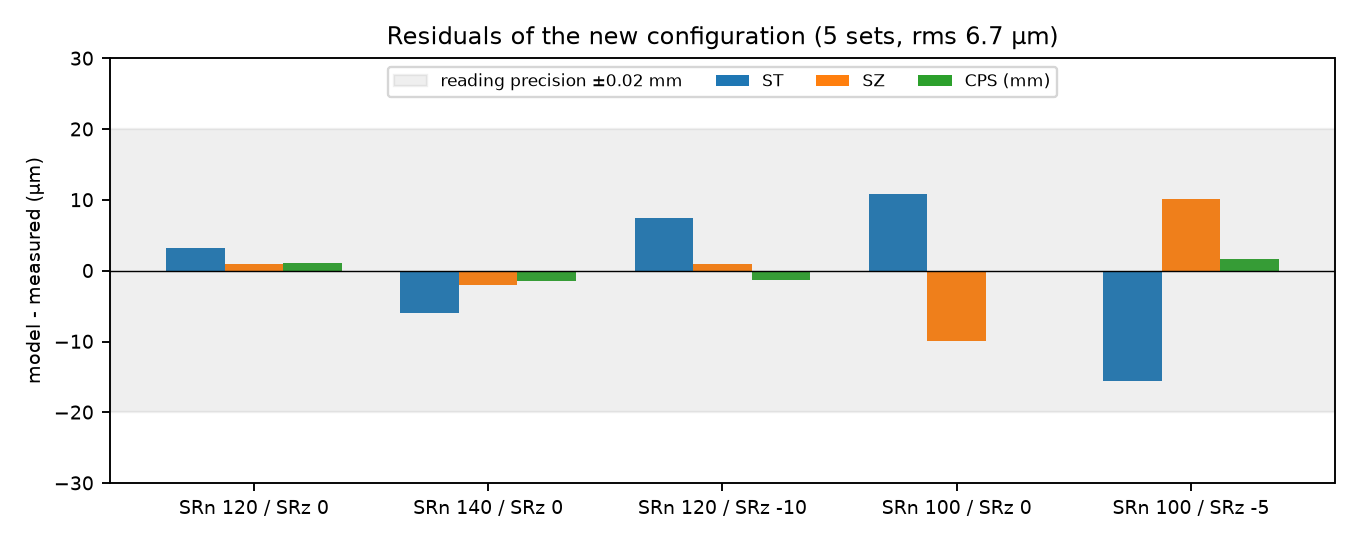 Residuals of the new configuration (5 sets, rms 6.7 µm)
reading precision ±0.02 mm ST SZ CPS (mm)
model - measured (µm)
30
20
10
0
−10
−20
−30
SRn 120 / SRz 0
SRn 140 / SRz 0
SRn 120 / SRz -10
SRn 100 / SRz 0
SRn 100 / SRz -5